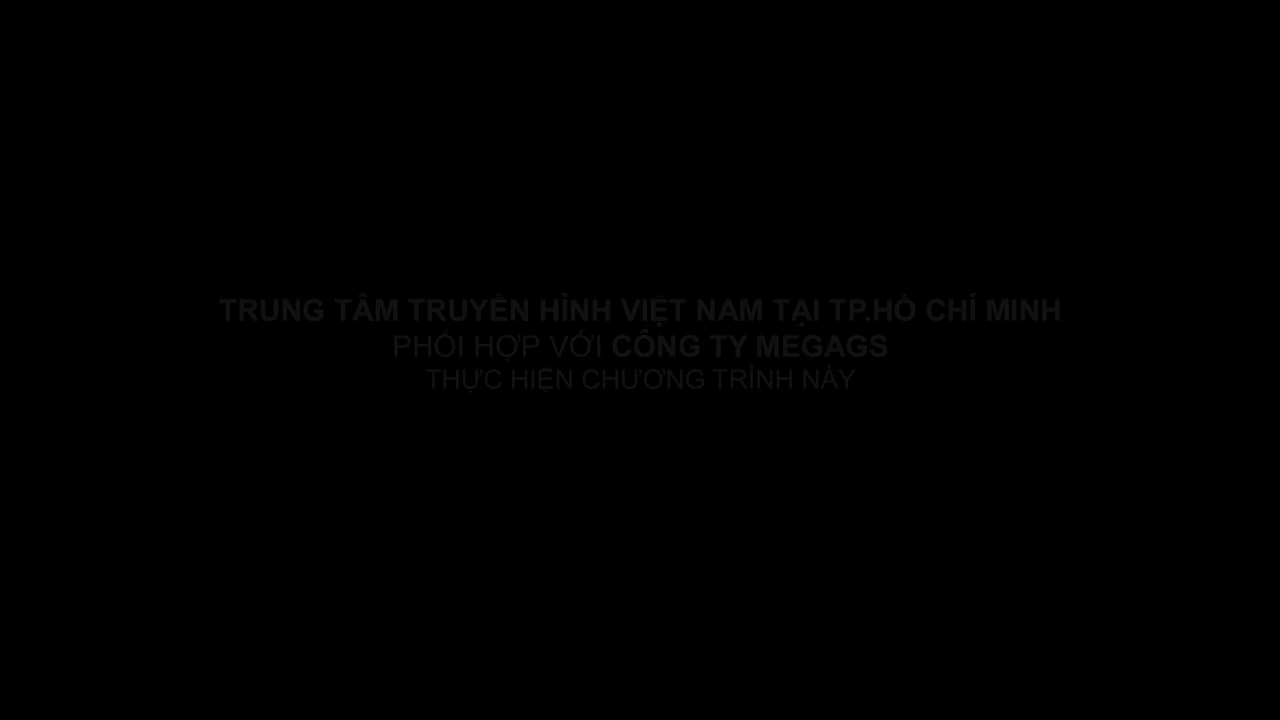 TRUNG TÂM TRUYỀN HÌNH VIỆT NAM TẠI TP.HỒ CHÍ MINH
PHỐI HỢP VỚI CÔNG TY MEGAGS
THỰC HIỆN CHƯƠNG TRÌNH NÀY